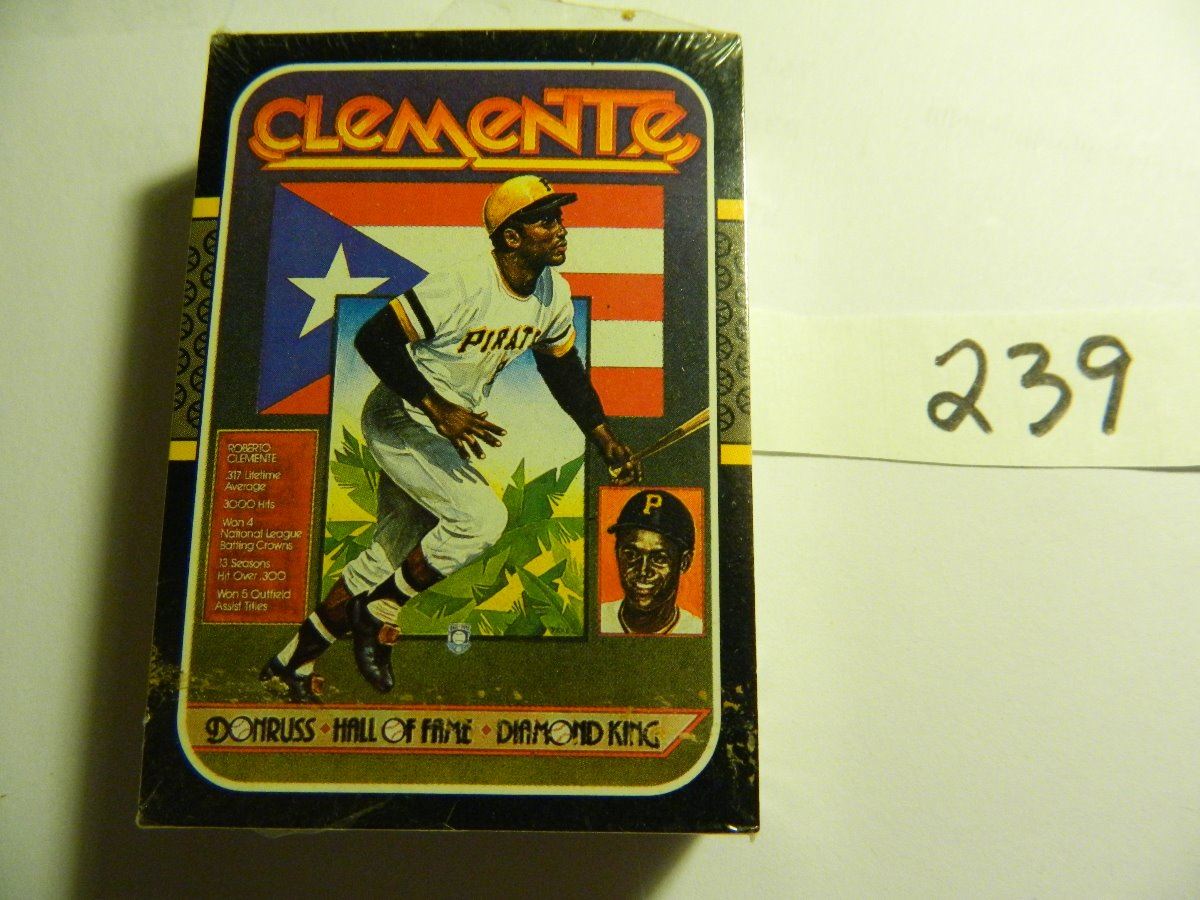 CLEMENTE
P
PIRAT
ROBERTO
CLEMENTE
.317 Lifetime
Average
3000 Hits
Won 4
National League
Batting Crowns
13 Seasons
Hit Over .300
Won 5 Outfield
Assist Titles
P
DONRUSS • HALL OF FAME • DIAMOND KING
239